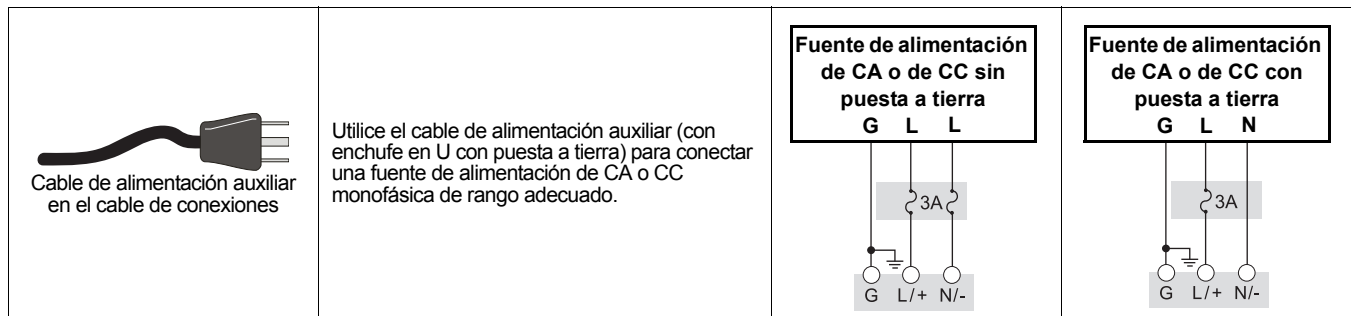 Cable de alimentación auxiliar
en el cable de conexiones
Utilice el cable de alimentación auxiliar (con
enchufe en U con puesta a tierra) para conectar
una fuente de alimentación de CA o CC
monofásica de rango adecuado.
Fuente de alimentación
de CA o de CC sin
puesta a tierra
G L L
3A
G L/+ N/-
Fuente de alimentación
de CA o de CC con
puesta a tierra
G L N
3A
G L/+ N/-